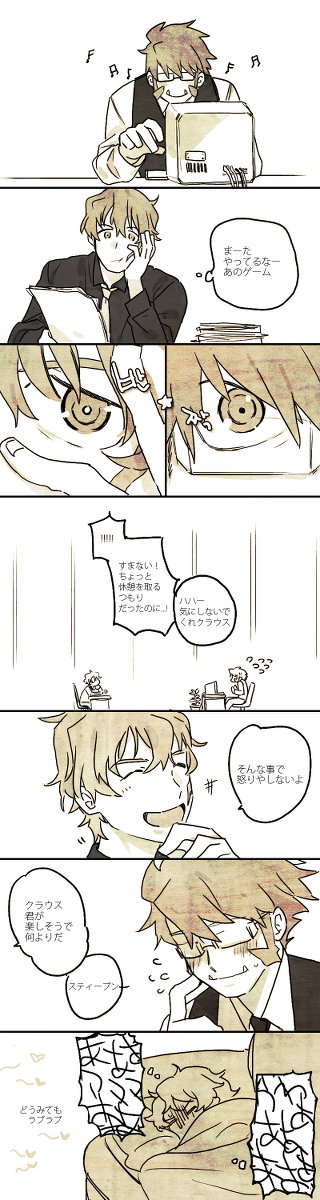 まーた
やってるなー
あのゲーム
!!!!!
すまない！
ちょっと
休憩を取る
つもり
だったのに…!
ハハー
気にしないで
くれクラウス
そんな事で
怒りやしないよ
クラウス
君が
楽しそうで
何よりだ
スティーブン…
どうみても
ラブラブ